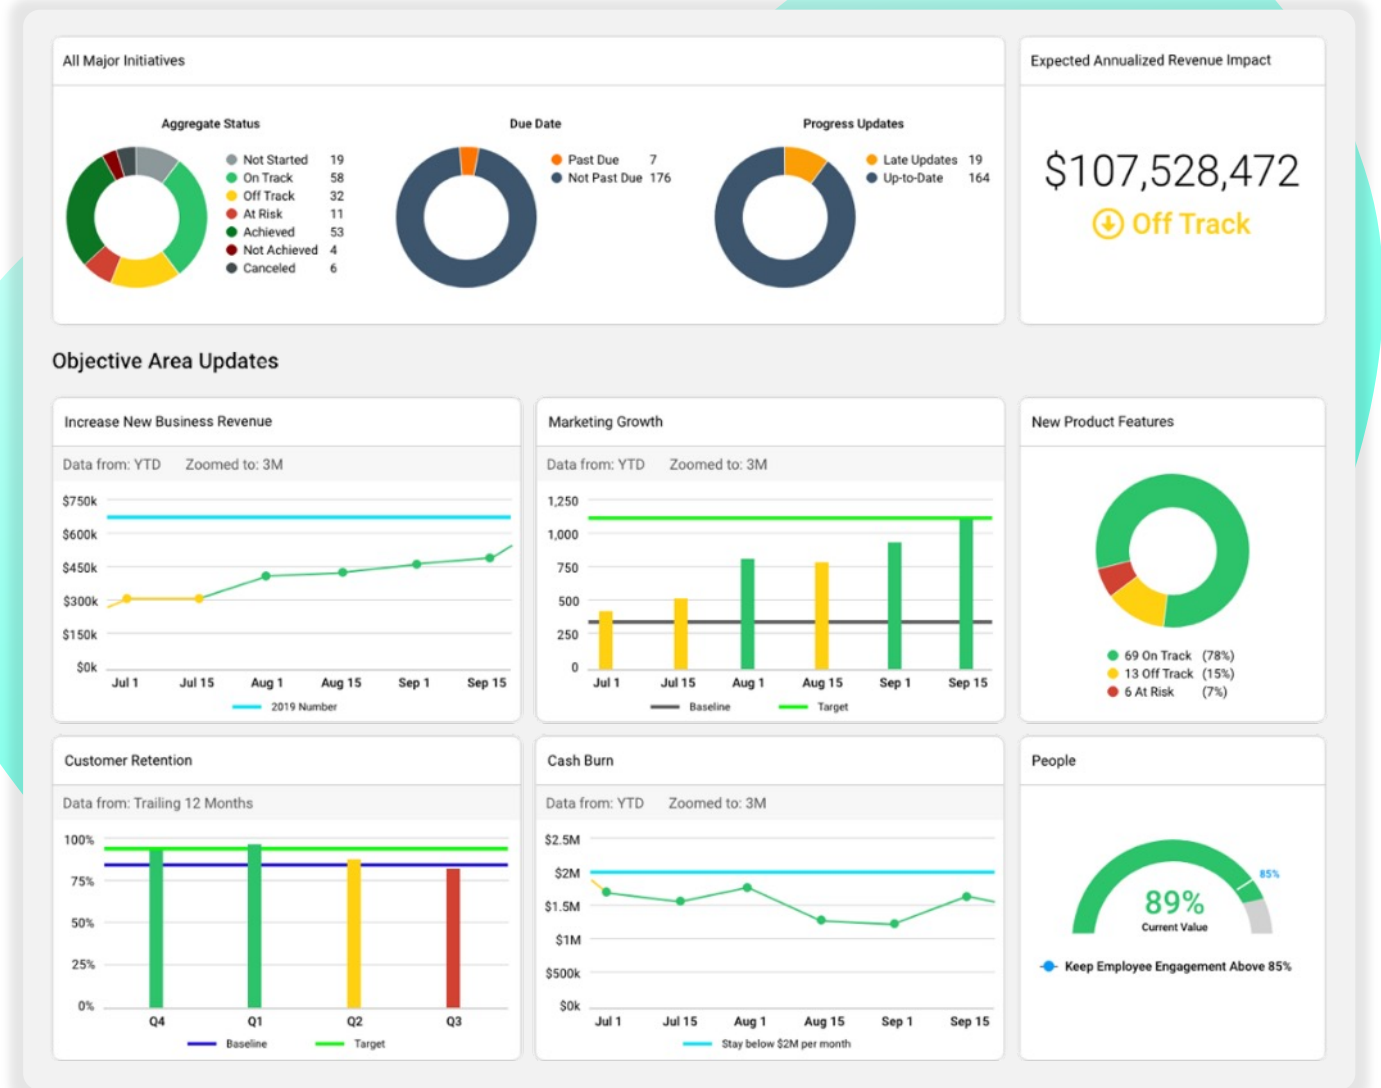 All Major Initiatives
Expected Annualized Revenue Impact
Aggregate Status
Not Started 19
On Track 58
Off Track 32
At Risk 11
Achieved 53
Not Achieved 4
Canceled 6
Due Date
Past Due 7
Not Past Due 176
Progress Updates
Late Updates 19
Up-to-Date 164
$107,528,472
Off Track
Objective Area Updates
Increase New Business Revenue
Data from: YTD Zoomed to: 3M
$750k
$600k
$450k
$300k
$150k
$0k
Jul 1 Jul 15 Aug 1 Aug 15 Sep 1 Sep 15
2019 Number
Marketing Growth
Data from: YTD Zoomed to: 3M
1,250
1,000
750
500
250
0
Jul 1 Jul 15 Aug 1 Aug 15 Sep 1 Sep 15
Baseline Target
New Product Features
69 On Track (78%)
13 Off Track (15%)
6 At Risk (7%)
Customer Retention
Data from: Trailing 12 Months
100%
75%
50%
25%
0%
Q4 Q1 Q2 Q3
Baseline Target
Cash Burn
Data from: YTD Zoomed to: 3M
$2.5M
$2M
$1.5M
$1M
$500k
$0k
Jul 1 Jul 15 Aug 1 Aug 15 Sep 1 Sep 15
Stay below $2M per month
People
85%
89%
Current Value
Keep Employee Engagement Above 85%